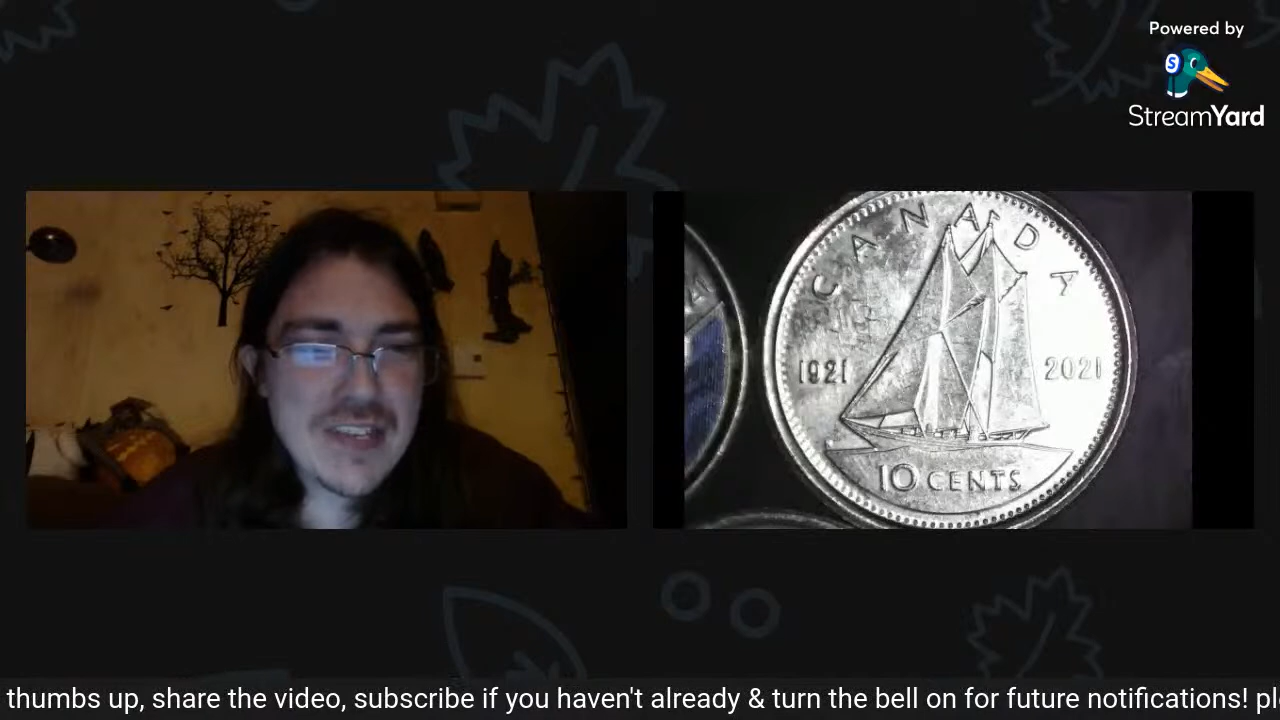 Powered by
S
StreamYard
CANADA
1921
2021
10 CENTS
thumbs up, share the video, subscribe if you haven't already & turn the bell on for future notifications! pl